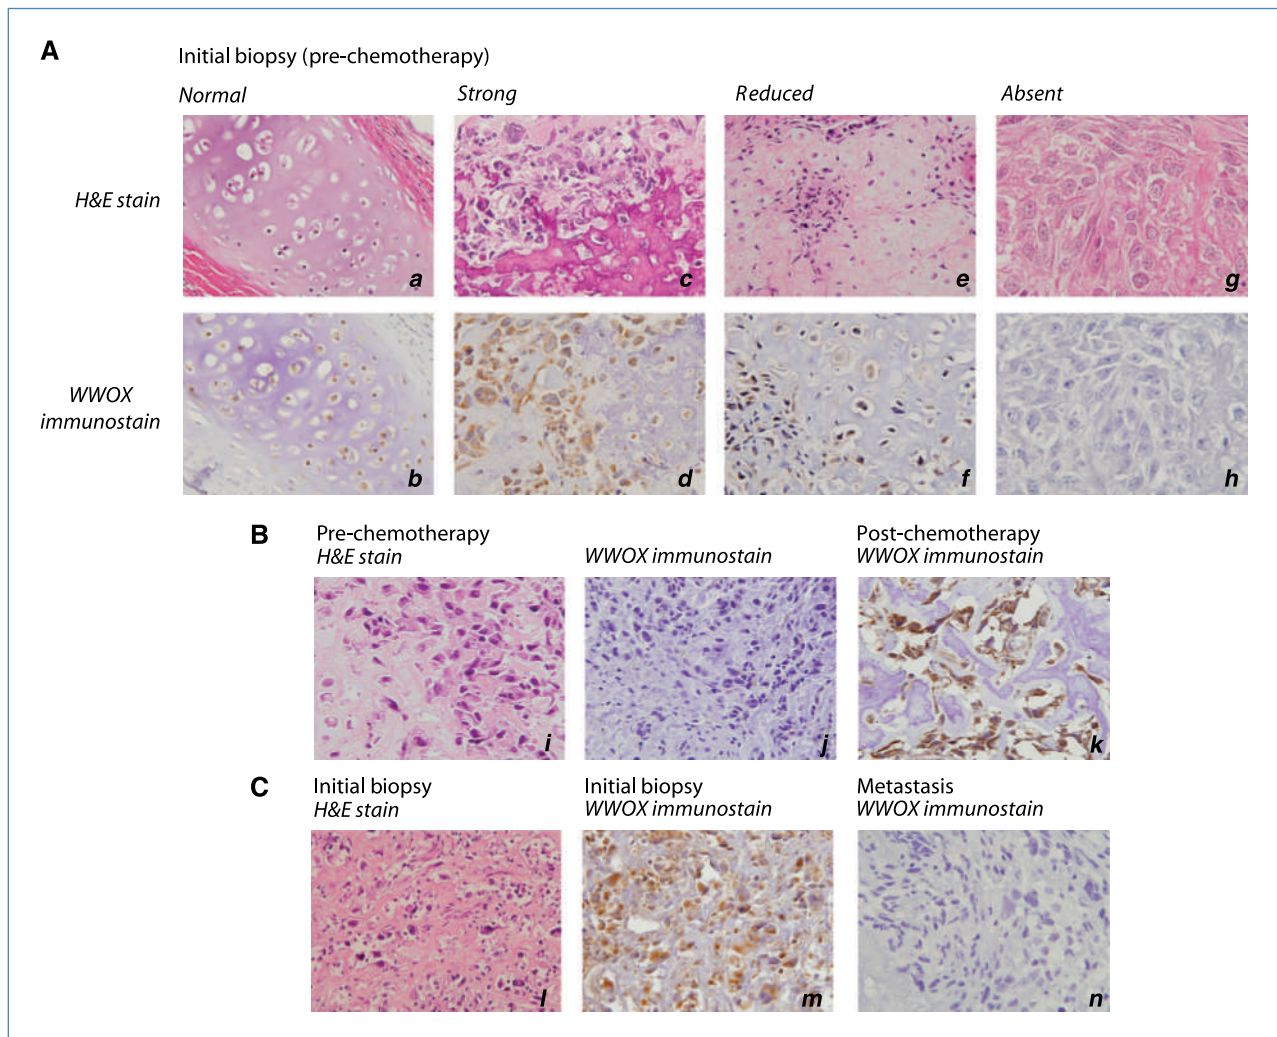 A
Initial biopsy (pre-chemotherapy)
Normal Strong Reduced Absent
H&E stain
a c e g
WWOX
immunostain
b d f h
B Pre-chemotherapy Post-chemotherapy
H&E stain WWOX immunostain WWOX immunostain
i j k
C Initial biopsy Initial biopsy Metastasis
H&E stain WWOX immunostain WWOX immunostain
l m n